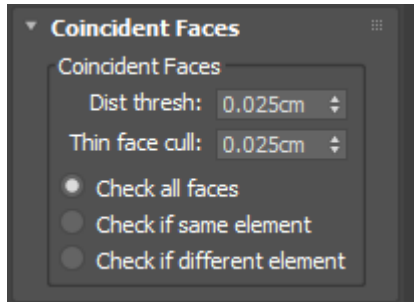 Coincident Faces
Coincident Faces
Dist thresh: 0.025cm
Thin face cull: 0.025cm
Check all faces
Check if same element
Check if different element